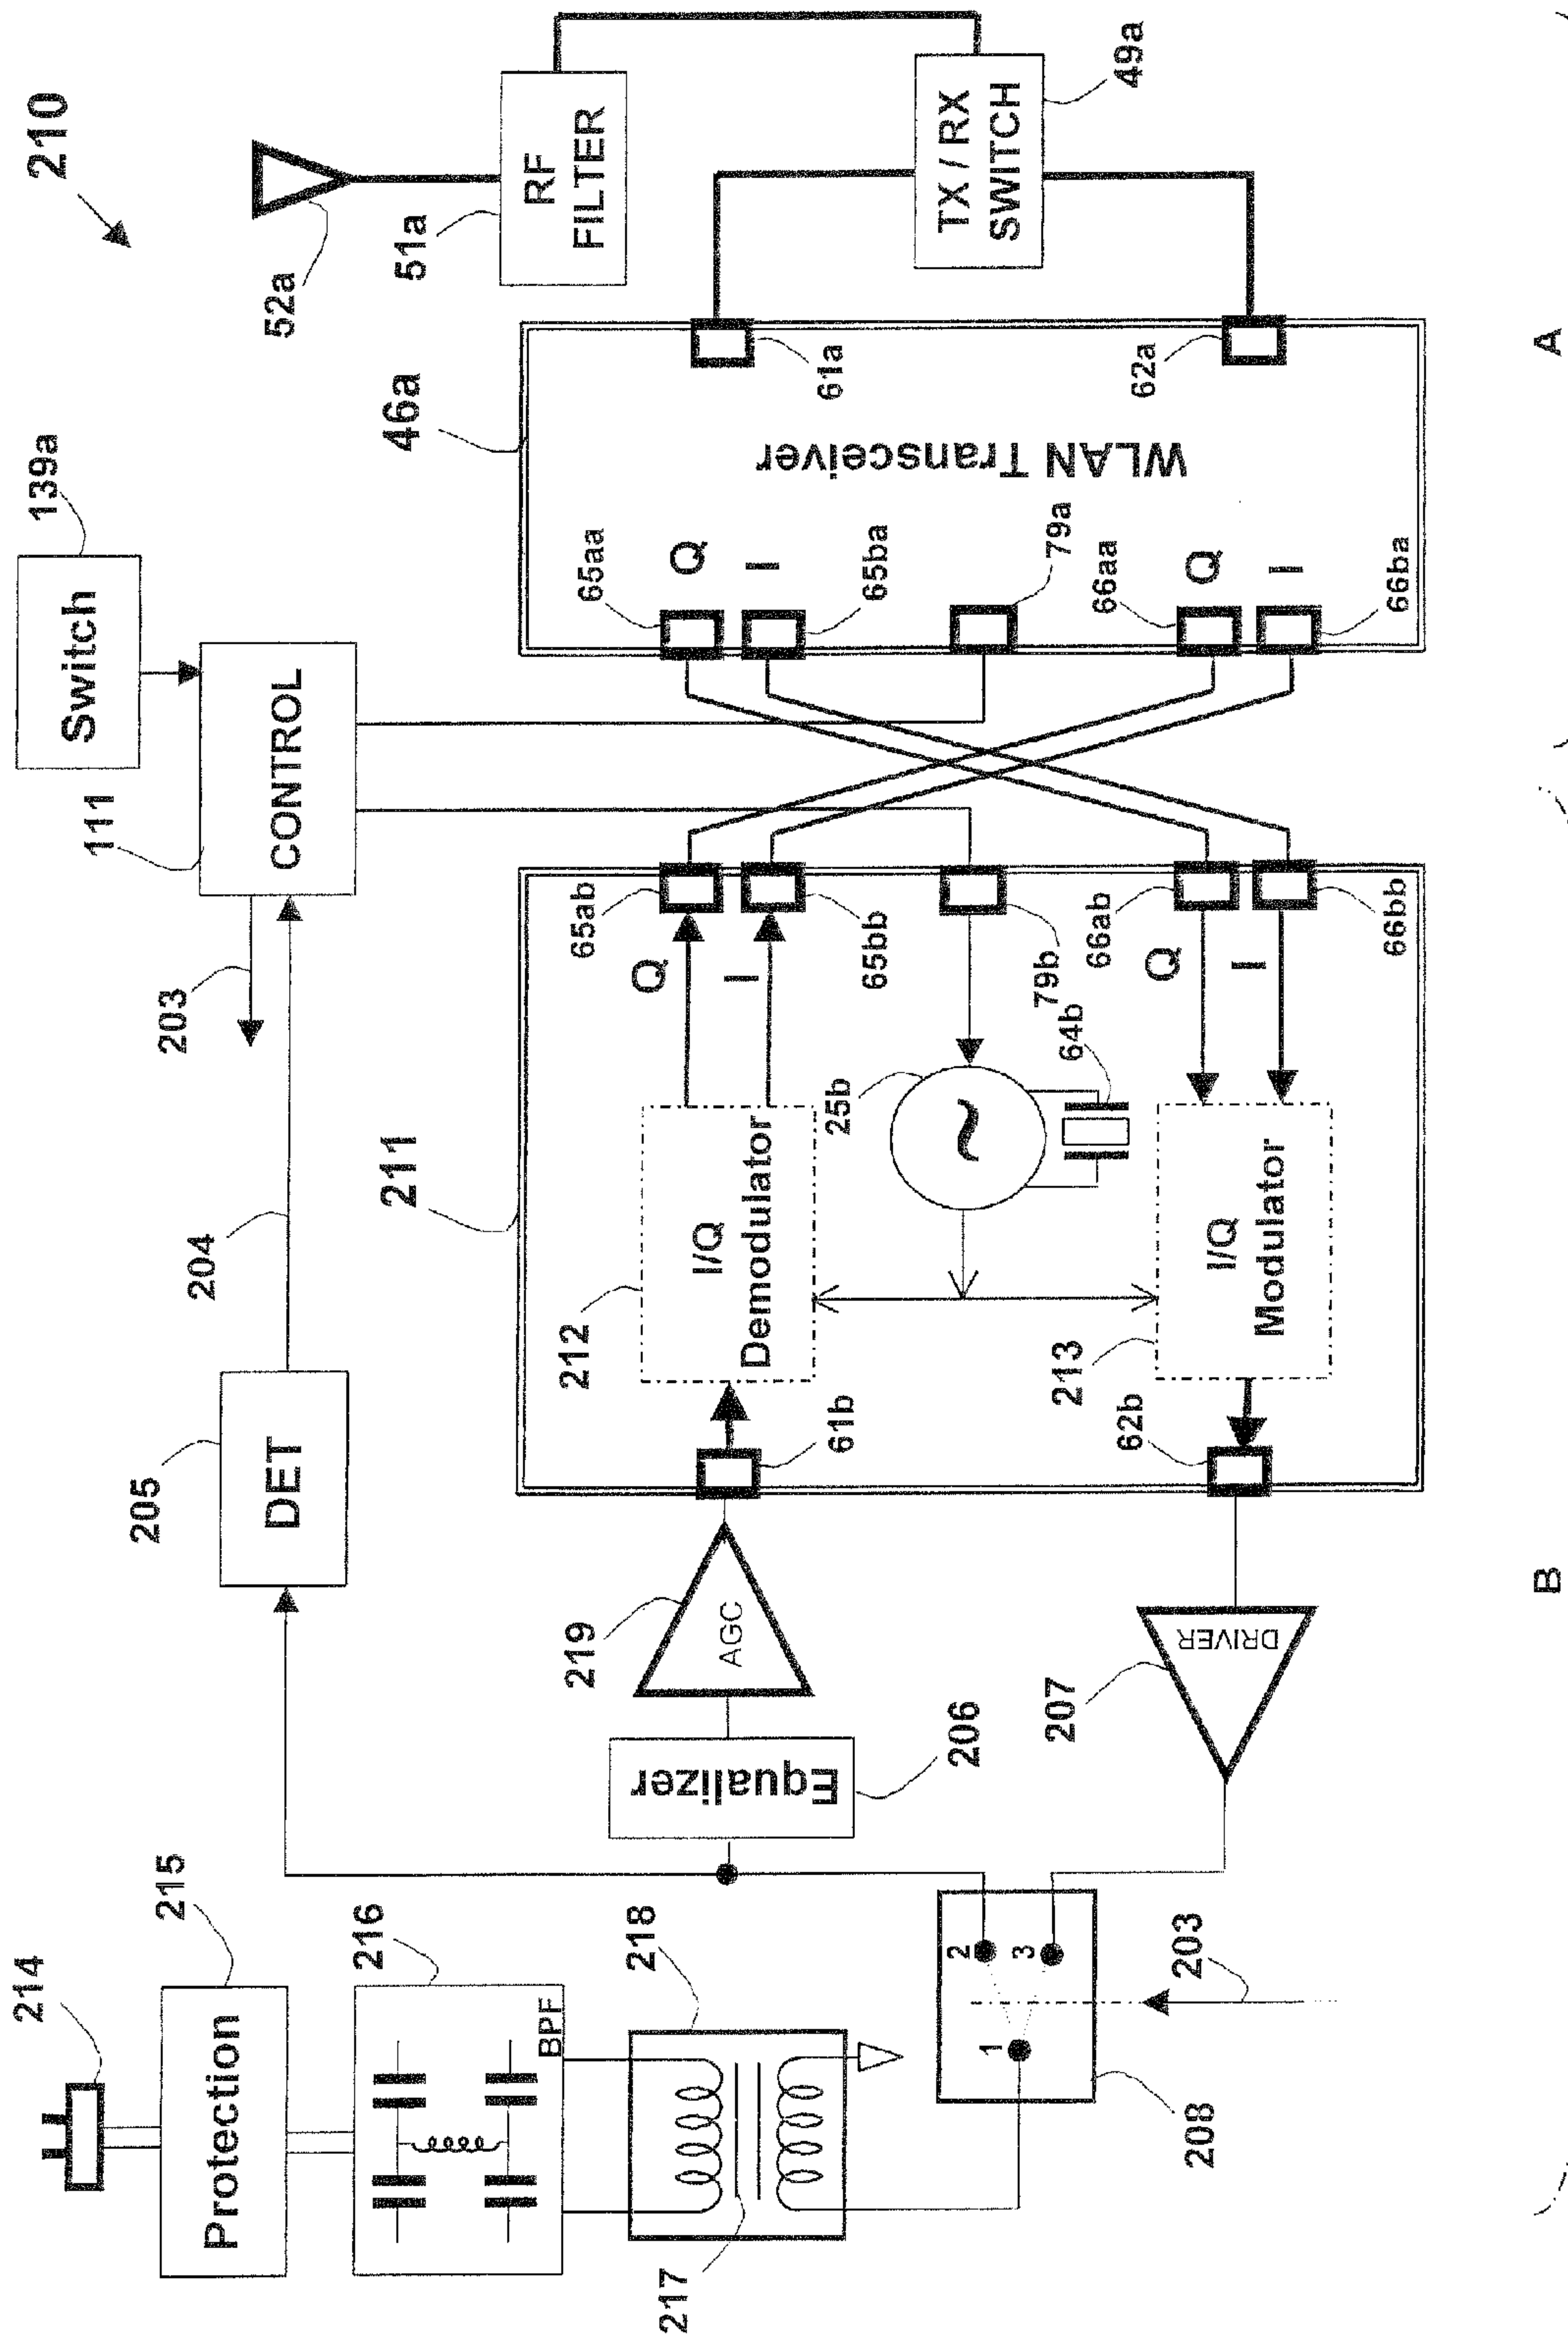 210
Switch
139a
52a
RF
FILTER
51a
TX / RX
SWITCH
49a
CONTROL
111
203
204
DET
205
46a
WLAN Transceiver
61a
62a
65aa
Q
I
65ba
79a
66aa
Q
I
66ba
211
65ab
Q
I
65bb
79b
66ab
Q
I
66bb
25b
~
64b
I/Q
Demodulator
212
I/Q
Modulator
213
61b
62b
AGC
219
Equalizer
206
DRIVER
207
214
Protection
215
216
BPF
218
217
1
2
3
203
208
A
B